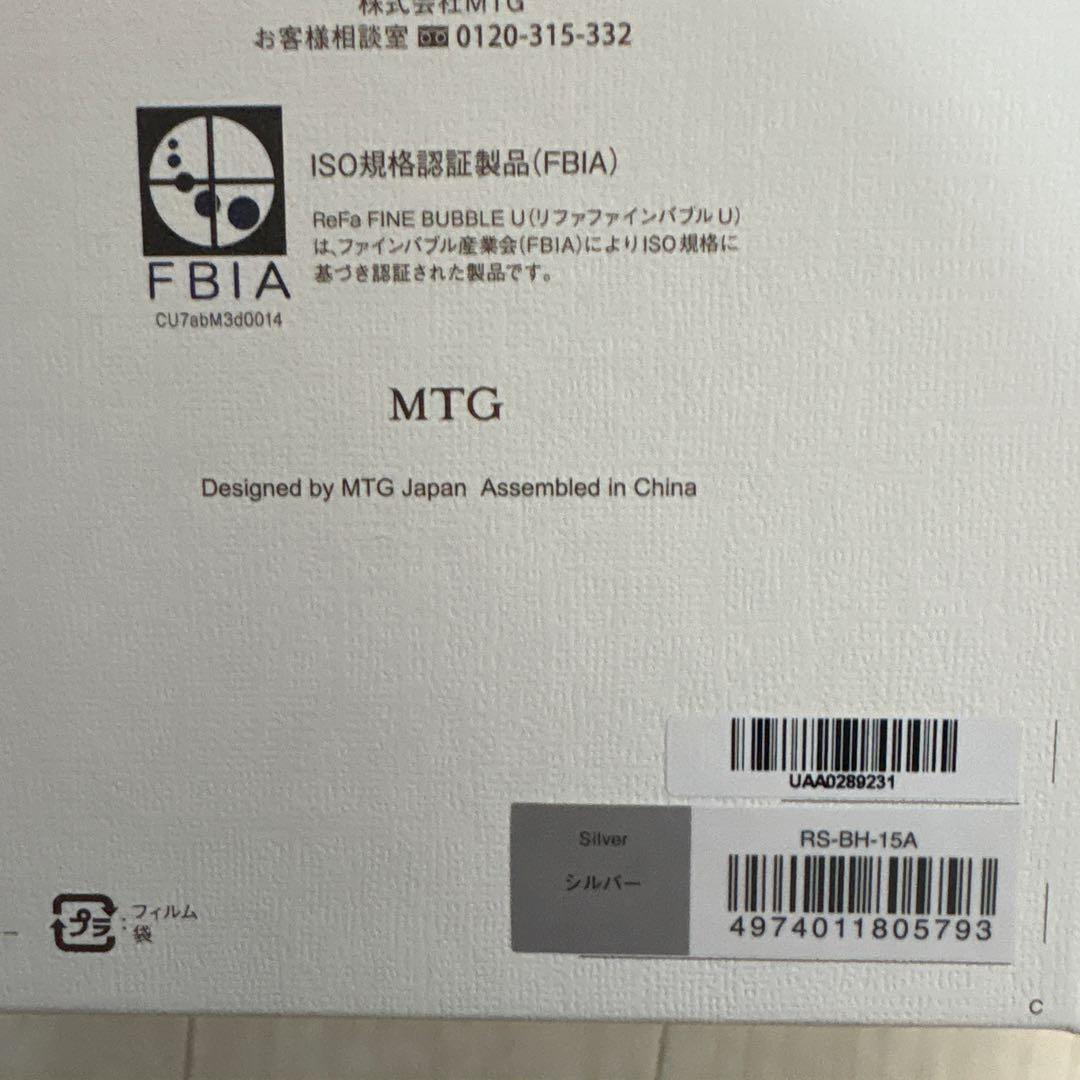 株式会社MTG
お客様相談室 0120-315-332
ISO規格認証製品(FBIA)
ReFa FINE BUBBLE U(リファファインバブル U)
は、ファインバブル産業会(FBIA)によりISO規格に
基づき認証された製品です。
FBIA
CU7abM3d0014
MTG
Designed by MTG Japan Assembled in China
UAA0289231
Silver
シルバー
RS-BH-15A
4974011805793
プラ : フィルム
袋
C